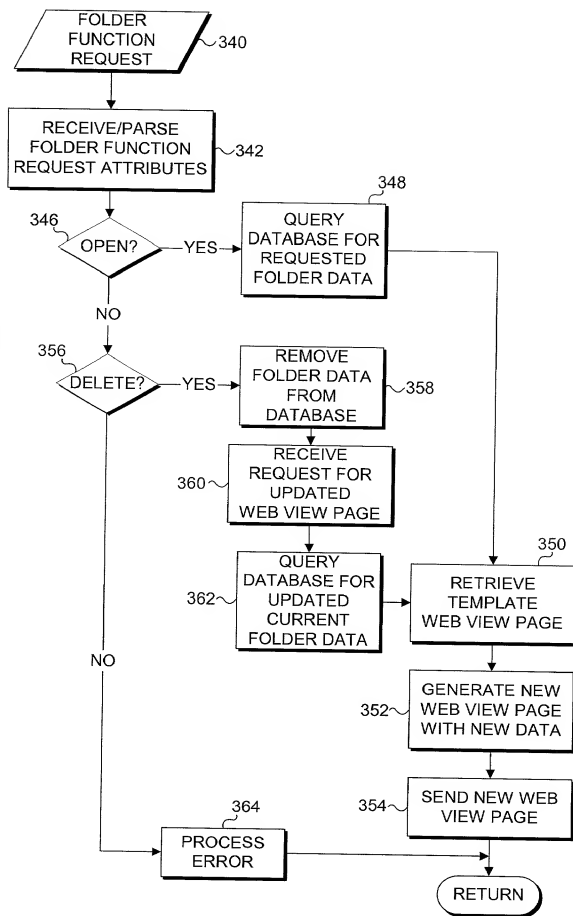 FOLDER
FUNCTION
REQUEST
340
RECEIVE/PARSE
FOLDER FUNCTION
REQUEST ATTRIBUTES
342
346
OPEN?
YES
348
QUERY
DATABASE FOR
REQUESTED
FOLDER DATA
NO
356
DELETE?
YES
REMOVE
FOLDER DATA
FROM
DATABASE
358
360
RECEIVE
REQUEST FOR
UPDATED
WEB VIEW PAGE
362
QUERY
DATABASE FOR
UPDATED
CURRENT
FOLDER DATA
350
RETRIEVE
TEMPLATE
WEB VIEW PAGE
NO
352
GENERATE NEW
WEB VIEW PAGE
WITH NEW DATA
354
SEND NEW WEB
VIEW PAGE
364
PROCESS
ERROR
RETURN